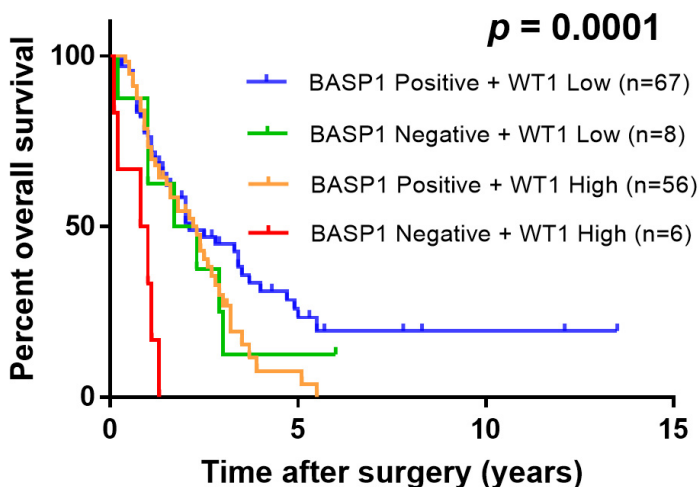 p = 0.0001
BASP1 Positive + WT1 Low (n=67)
BASP1 Negative + WT1 Low (n=8)
BASP1 Positive + WT1 High (n=56)
BASP1 Negative + WT1 High (n=6)
Percent overall survival
100
50
0
0 5 10 15
Time after surgery (years)